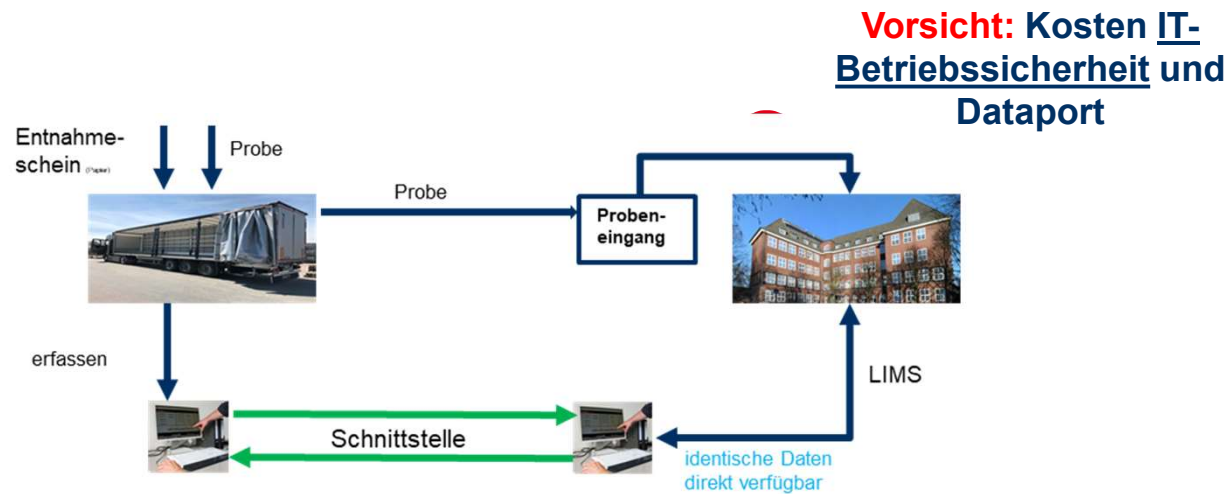 Vorsicht: Kosten IT-
Betriebssicherheit und
Dataport
Entnahme-
schein (Papier)
Probe
Probe
Proben-
eingang
erfassen
LIMS
Schnittstelle
identische Daten
direkt verfügbar